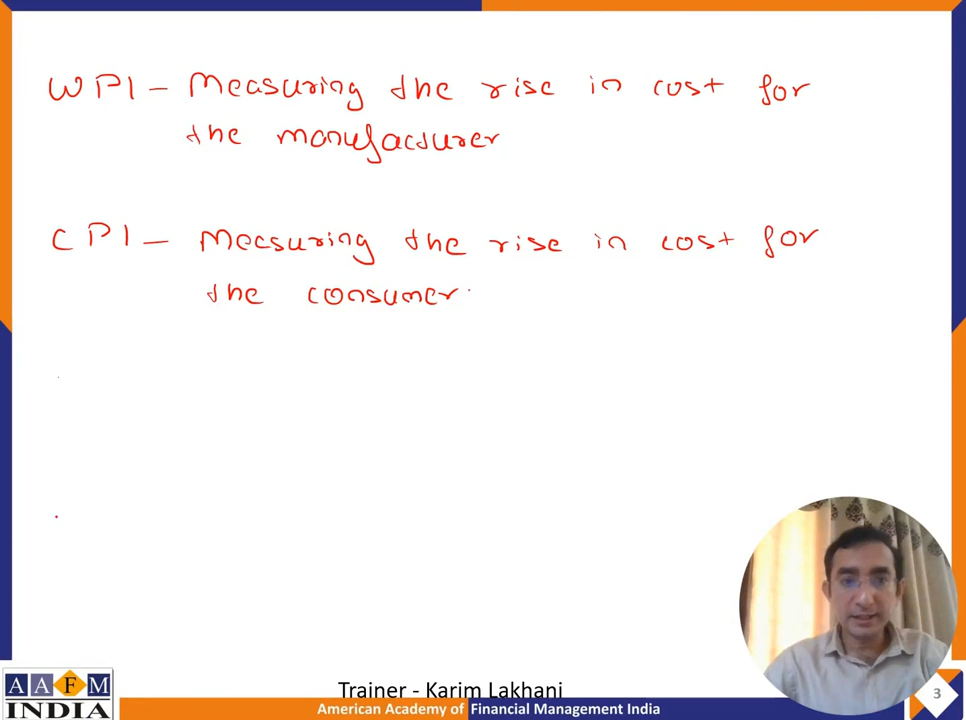 WPI - Measuring the rise in cost for
the manufacturer
CPI - Measuring the rise in cost for
the consumer
Trainer - Karim Lakhani
AAFM
INDIA
American Academy of Financial Management India
3